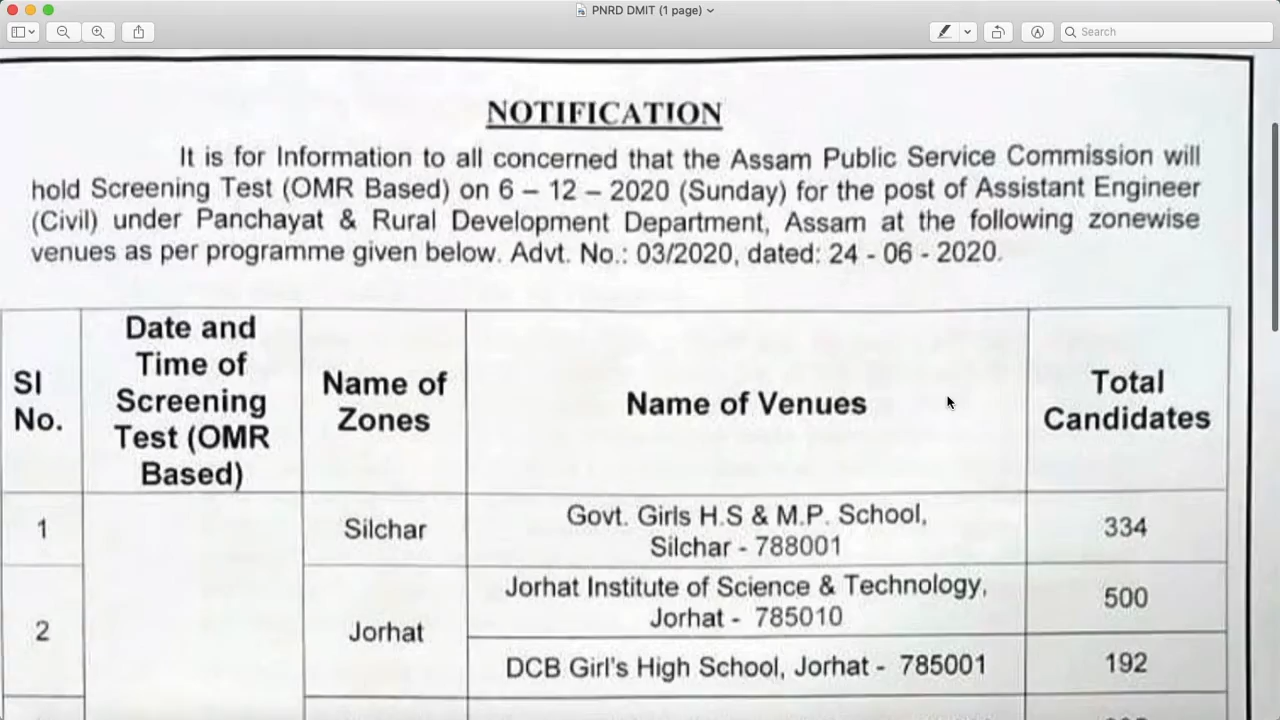 PNRD DMIT (1 page)
Search
NOTIFICATION
It is for Information to all concerned that the Assam Public Service Commission will
hold Screening Test (OMR Based) on 6 – 12 – 2020 (Sunday) for the post of Assistant Engineer
(Civil) under Panchayat & Rural Development Department, Assam at the following zonewise
venues as per programme given below. Advt. No.: 03/2020, dated: 24 - 06 - 2020.
Sl
No.
Date and
Time of
Screening
Test (OMR
Based)
Name of
Zones
Name of Venues
Total
Candidates
1
Silchar
Govt. Girls H.S & M.P. School,
Silchar - 788001
334
2
Jorhat
Jorhat Institute of Science & Technology,
Jorhat - 785010
500
DCB Girl's High School, Jorhat - 785001
192